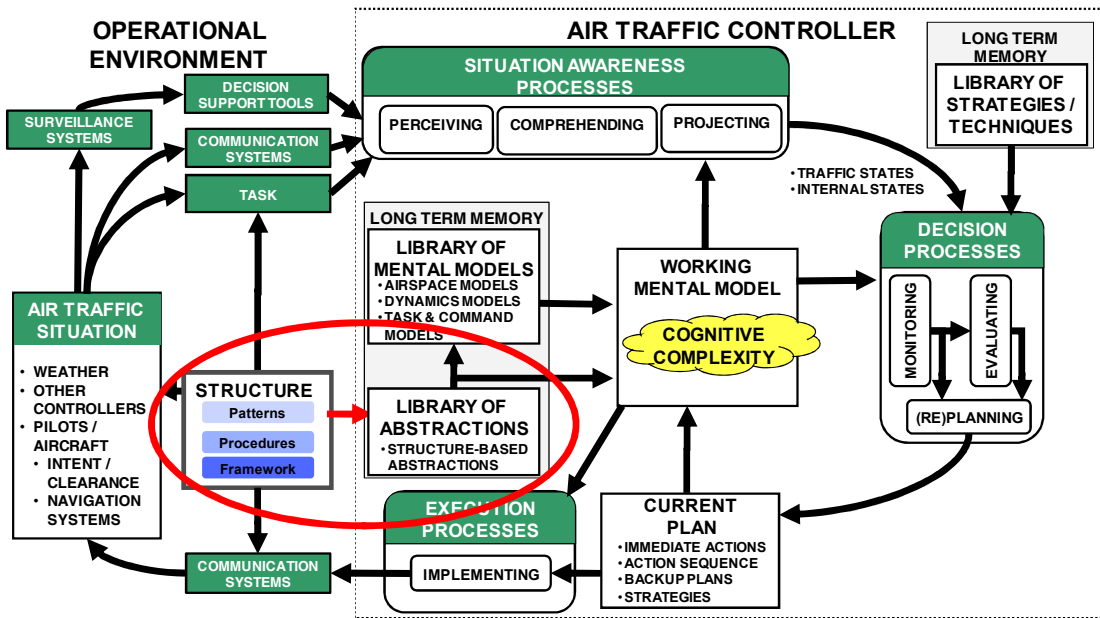 OPERATIONAL
ENVIRONMENT
AIR TRAFFIC CONTROLLER
SURVEILLANCE
SYSTEMS
DECISION
SUPPORT TOOLS
COMMUNICATION
SYSTEMS
TASK
AIR TRAFFIC
SITUATION
• WEATHER
• OTHER
CONTROLLERS
• PILOTS /
AIRCRAFT
• INTENT /
CLEARANCE
• NAVIGATION
SYSTEMS
STRUCTURE
Patterns
Procedures
Framework
COMMUNICATION
SYSTEMS
SITUATION AWARENESS
PROCESSES
PERCEIVING
COMPREHENDING
PROJECTING
LONG TERM
MEMORY
LIBRARY OF
STRATEGIES /
TECHNIQUES
• TRAFFIC STATES
• INTERNAL STATES
LONG TERM MEMORY
LIBRARY OF
MENTAL MODELS
• AIRSPACE MODELS
• DYNAMICS MODELS
• TASK & COMMAND
MODELS
LIBRARY OF
ABSTRACTIONS
• STRUCTURE-BASED
ABSTRACTIONS
WORKING
MENTAL MODEL
COGNITIVE
COMPLEXITY
DECISION
PROCESSES
MONITORING
EVALUATING
(RE)PLANNING
EXECUTION
PROCESSES
IMPLEMENTING
CURRENT
PLAN
• IMMEDIATE ACTIONS
• ACTION SEQUENCE
• BACKUP PLANS
• STRATEGIES